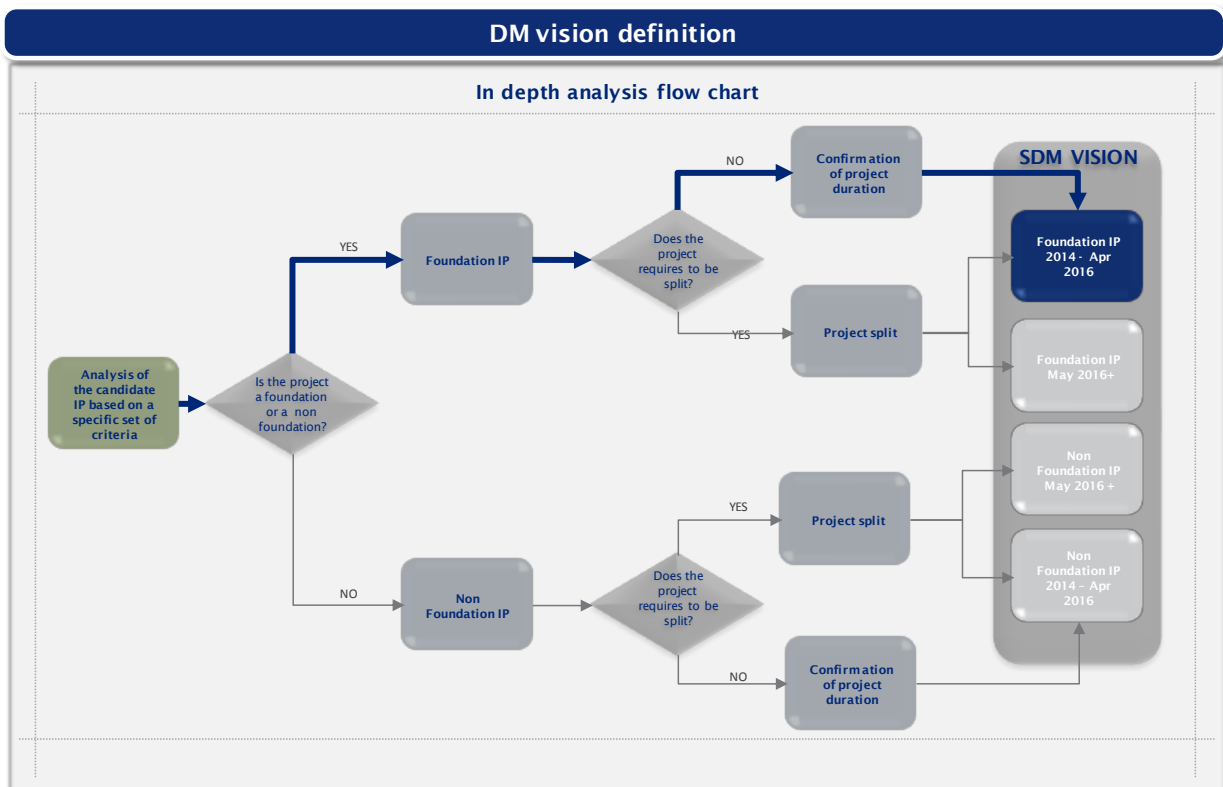 DM vision definition
In depth analysis flow chart
Analysis of
the candidate
IP based on a
specific set of
criteria
Is the project
a foundation
or a non
foundation?
YES
Foundation IP
Does the
project
requires to be
split?
NO
Confirmation
of project
duration
YES
Project split
NO
Non
Foundation IP
Does the
project
requires to be
split?
YES
Project split
NO
Confirmation
of project
duration
SDM VISION
Foundation IP
2014 - Apr
2016
Foundation IP
May 2016+
Non
Foundation IP
May 2016 +
Non
Foundation IP
2014 – Apr
2016